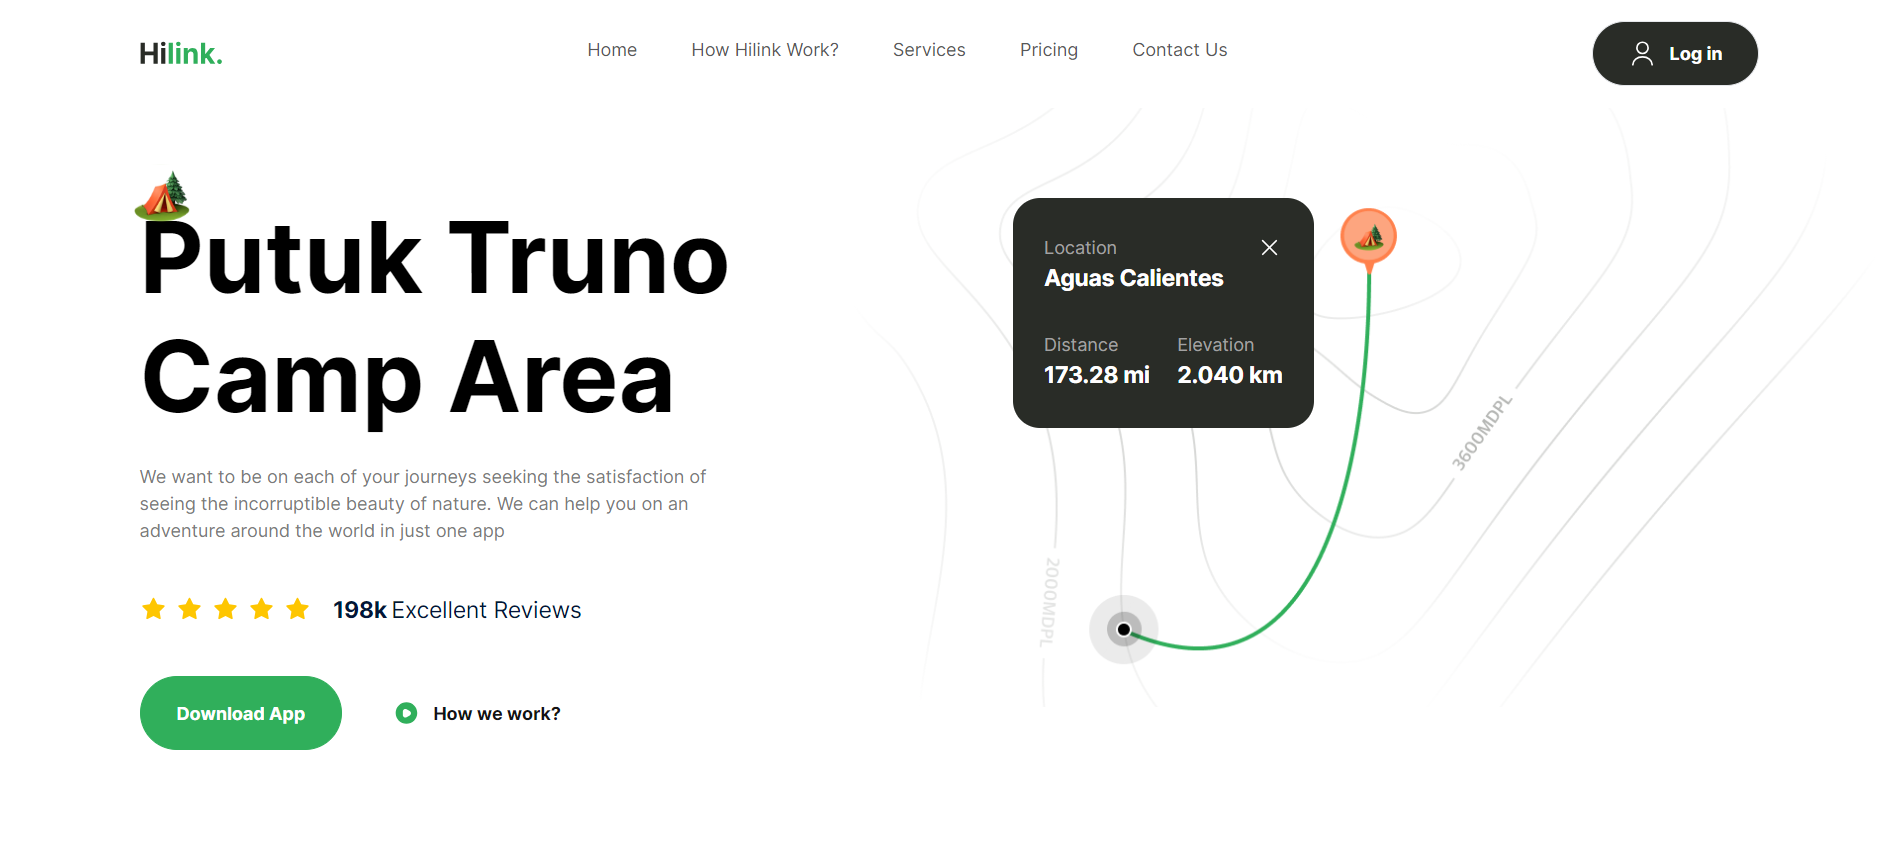 Hilink.
Home
How Hilink Work?
Services
Pricing
Contact Us
Log in
Putuk Truno
Camp Area
We want to be on each of your journeys seeking the satisfaction of
seeing the incorruptible beauty of nature. We can help you on an
adventure around the world in just one app
198k Excellent Reviews
Download App
How we work?
Location
Aguas Calientes
Distance
173.28 mi
Elevation
2.040 km
3600MDPL
2000MDPL